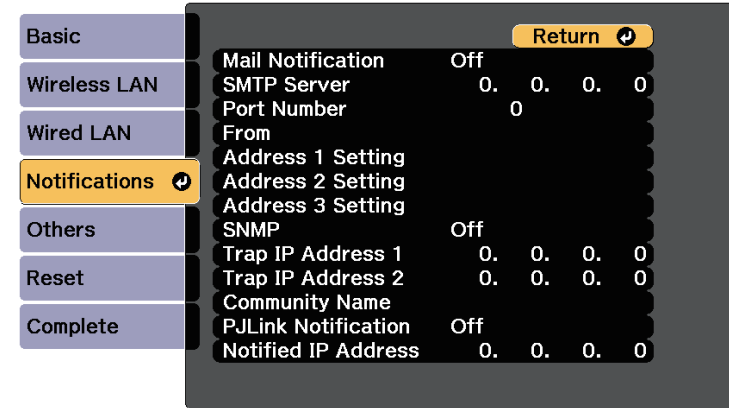 Basic
Wireless LAN
Wired LAN
Notifications
Others
Reset
Complete
Return
Mail Notification Off
SMTP Server 0. 0. 0. 0
Port Number 0
From
Address 1 Setting
Address 2 Setting
Address 3 Setting
SNMP Off
Trap IP Address 1 0. 0. 0. 0
Trap IP Address 2 0. 0. 0. 0
Community Name
PJLink Notification Off
Notified IP Address 0. 0. 0. 0